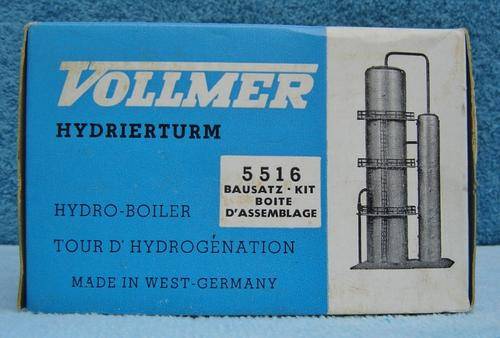 VOLLMER
HYDRIERTURM
5516
BAUSATZ · KIT
BOITE
D'ASSEMBLAGE
HYDRO-BOILER
TOUR D'HYDROGÉNATION
MADE IN WEST-GERMANY